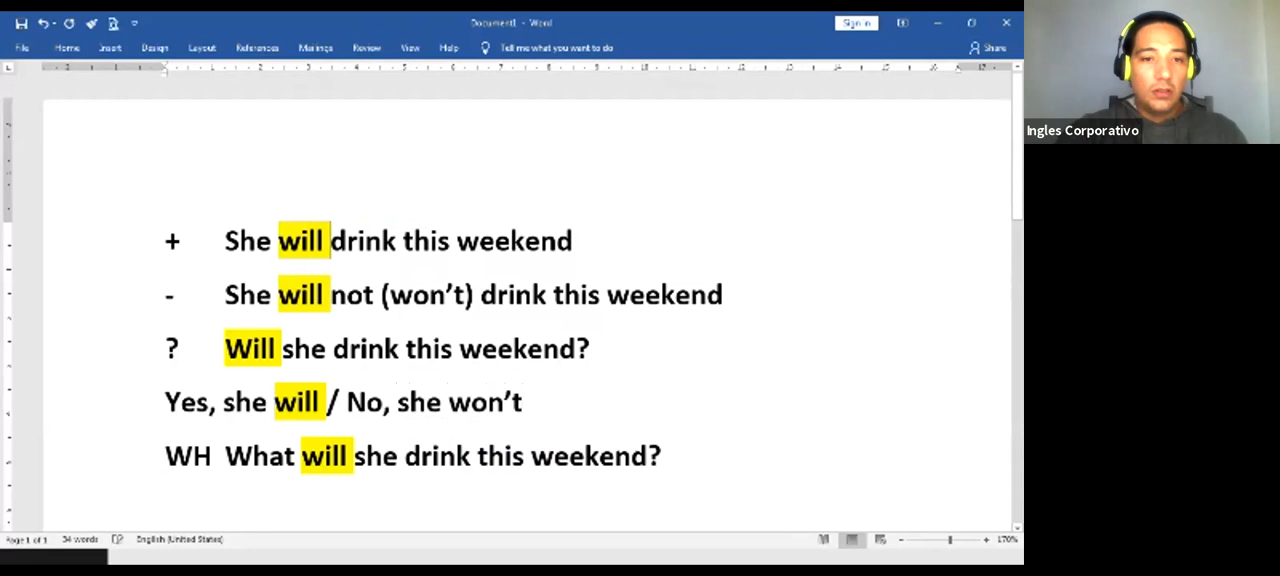 Document1 - Word
Sign in
File Home Insert Design Layout References Mailings Review View Help Tell me what you want to do Share
Ingles Corporativo
+ She will drink this weekend
- She will not (won't) drink this weekend
? Will she drink this weekend?
Yes, she will / No, she won't
WH What will she drink this weekend?
Page 1 of 1 34 words English (United States) 170%